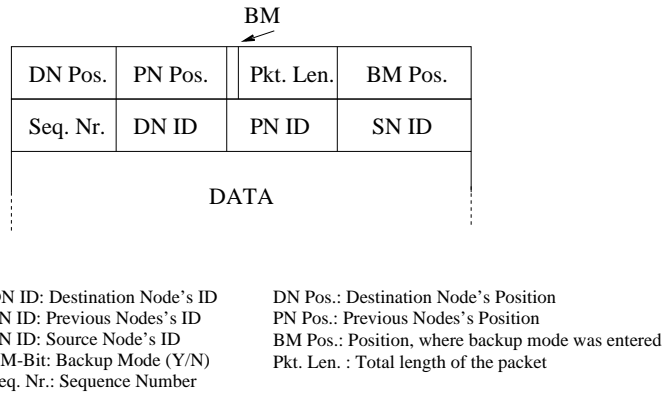 BM
DN Pos. PN Pos. Pkt. Len. BM Pos.
Seq. Nr. DN ID PN ID SN ID
DATA
N ID: Destination Node's ID
N ID: Previous Nodes's ID
N ID: Source Node's ID
M-Bit: Backup Mode (Y/N)
eq. Nr.: Sequence Number
DN Pos.: Destination Node's Position
PN Pos.: Previous Nodes's Position
BM Pos.: Position, where backup mode was entered
Pkt. Len. : Total length of the packet